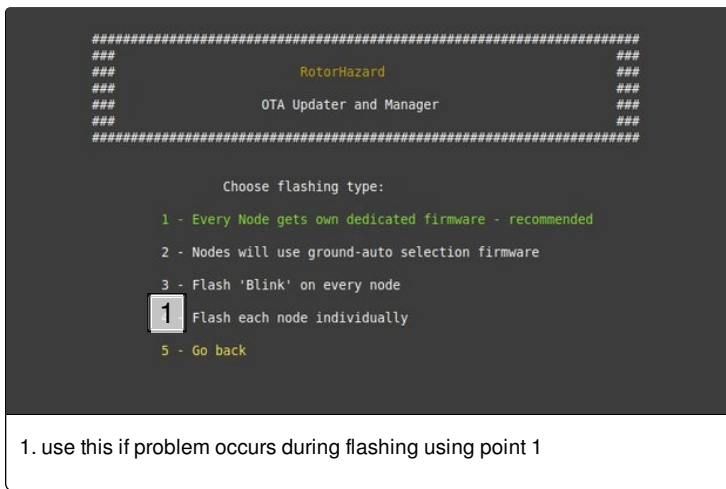 ######################################################################
### ###
### RotorHazard ###
### ###
### OTA Updater and Manager ###
### ###
######################################################################
Choose flashing type:
1 - Every Node gets own dedicated firmware - recommended
2 - Nodes will use ground-auto selection firmware
3 - Flash 'Blink' on every node
1 - Flash each node individually
5 - Go back
1. use this if problem occurs during flashing using point 1